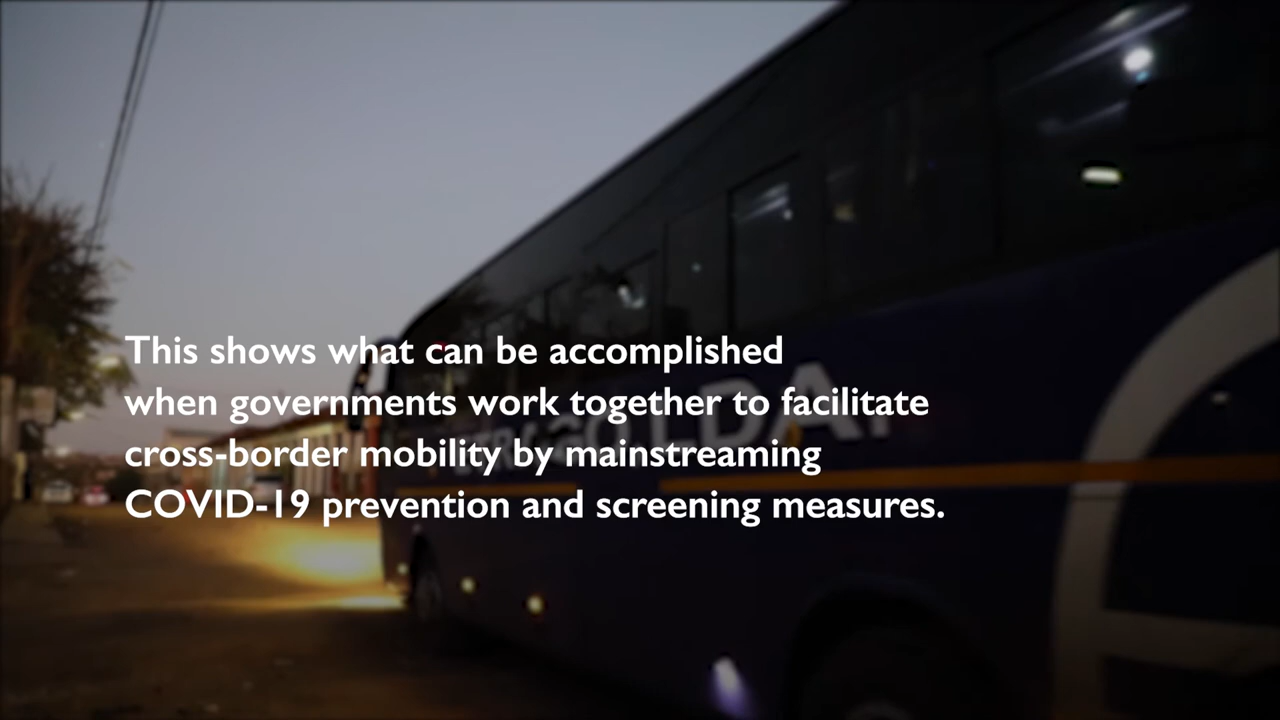 This shows what can be accomplished
when governments work together to facilitate
cross-border mobility by mainstreaming
COVID-19 prevention and screening measures.